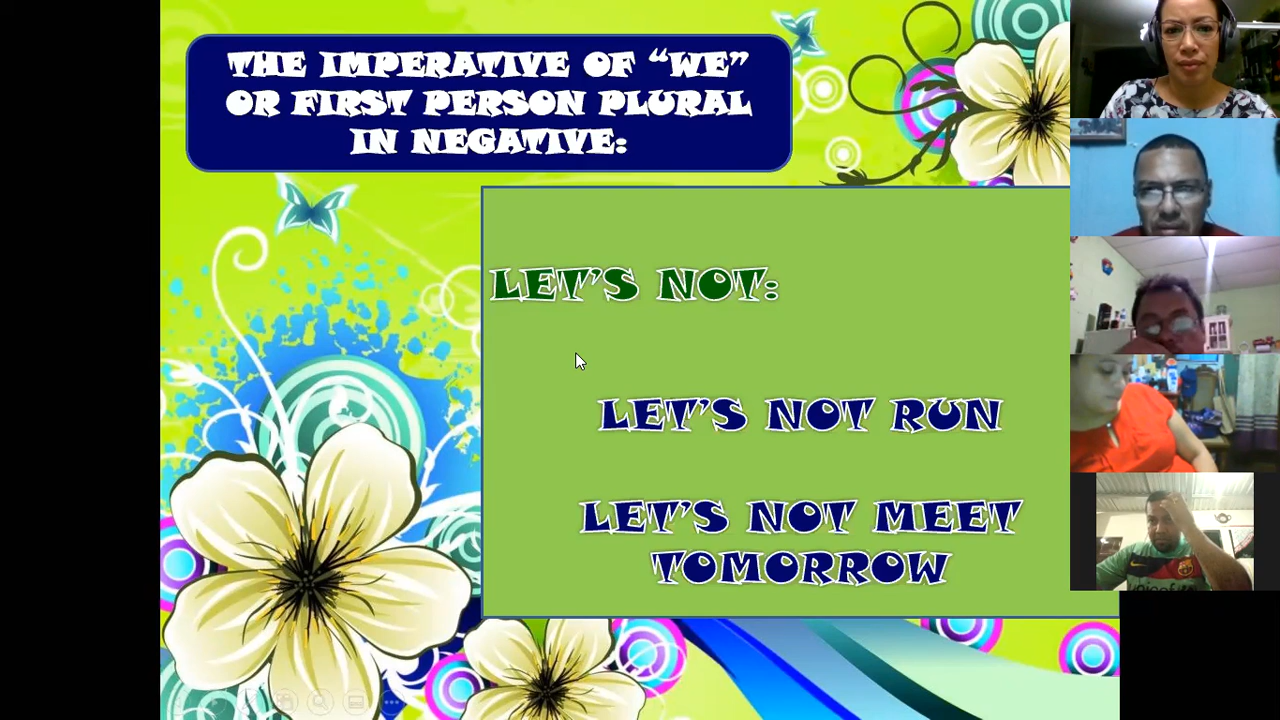 THE IMPERATIVE OF “WE”
OR FIRST PERSON PLURAL
IN NEGATIVE:
LET’S NOT:
LET’S NOT RUN
LET’S NOT MEET
TOMORROW
unicef